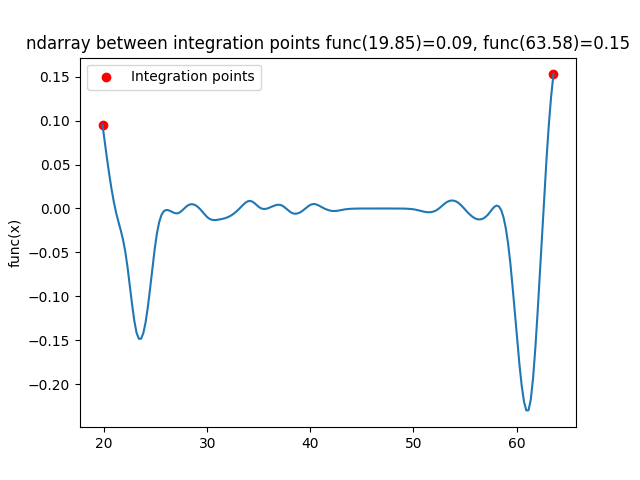 ndarray between integration points func(19.85)=0.09, func(63.58)=0.15
Integration points
func(x)
0.15
0.10
0.05
0.00
−0.05
−0.10
−0.15
−0.20
20 30 40 50 60